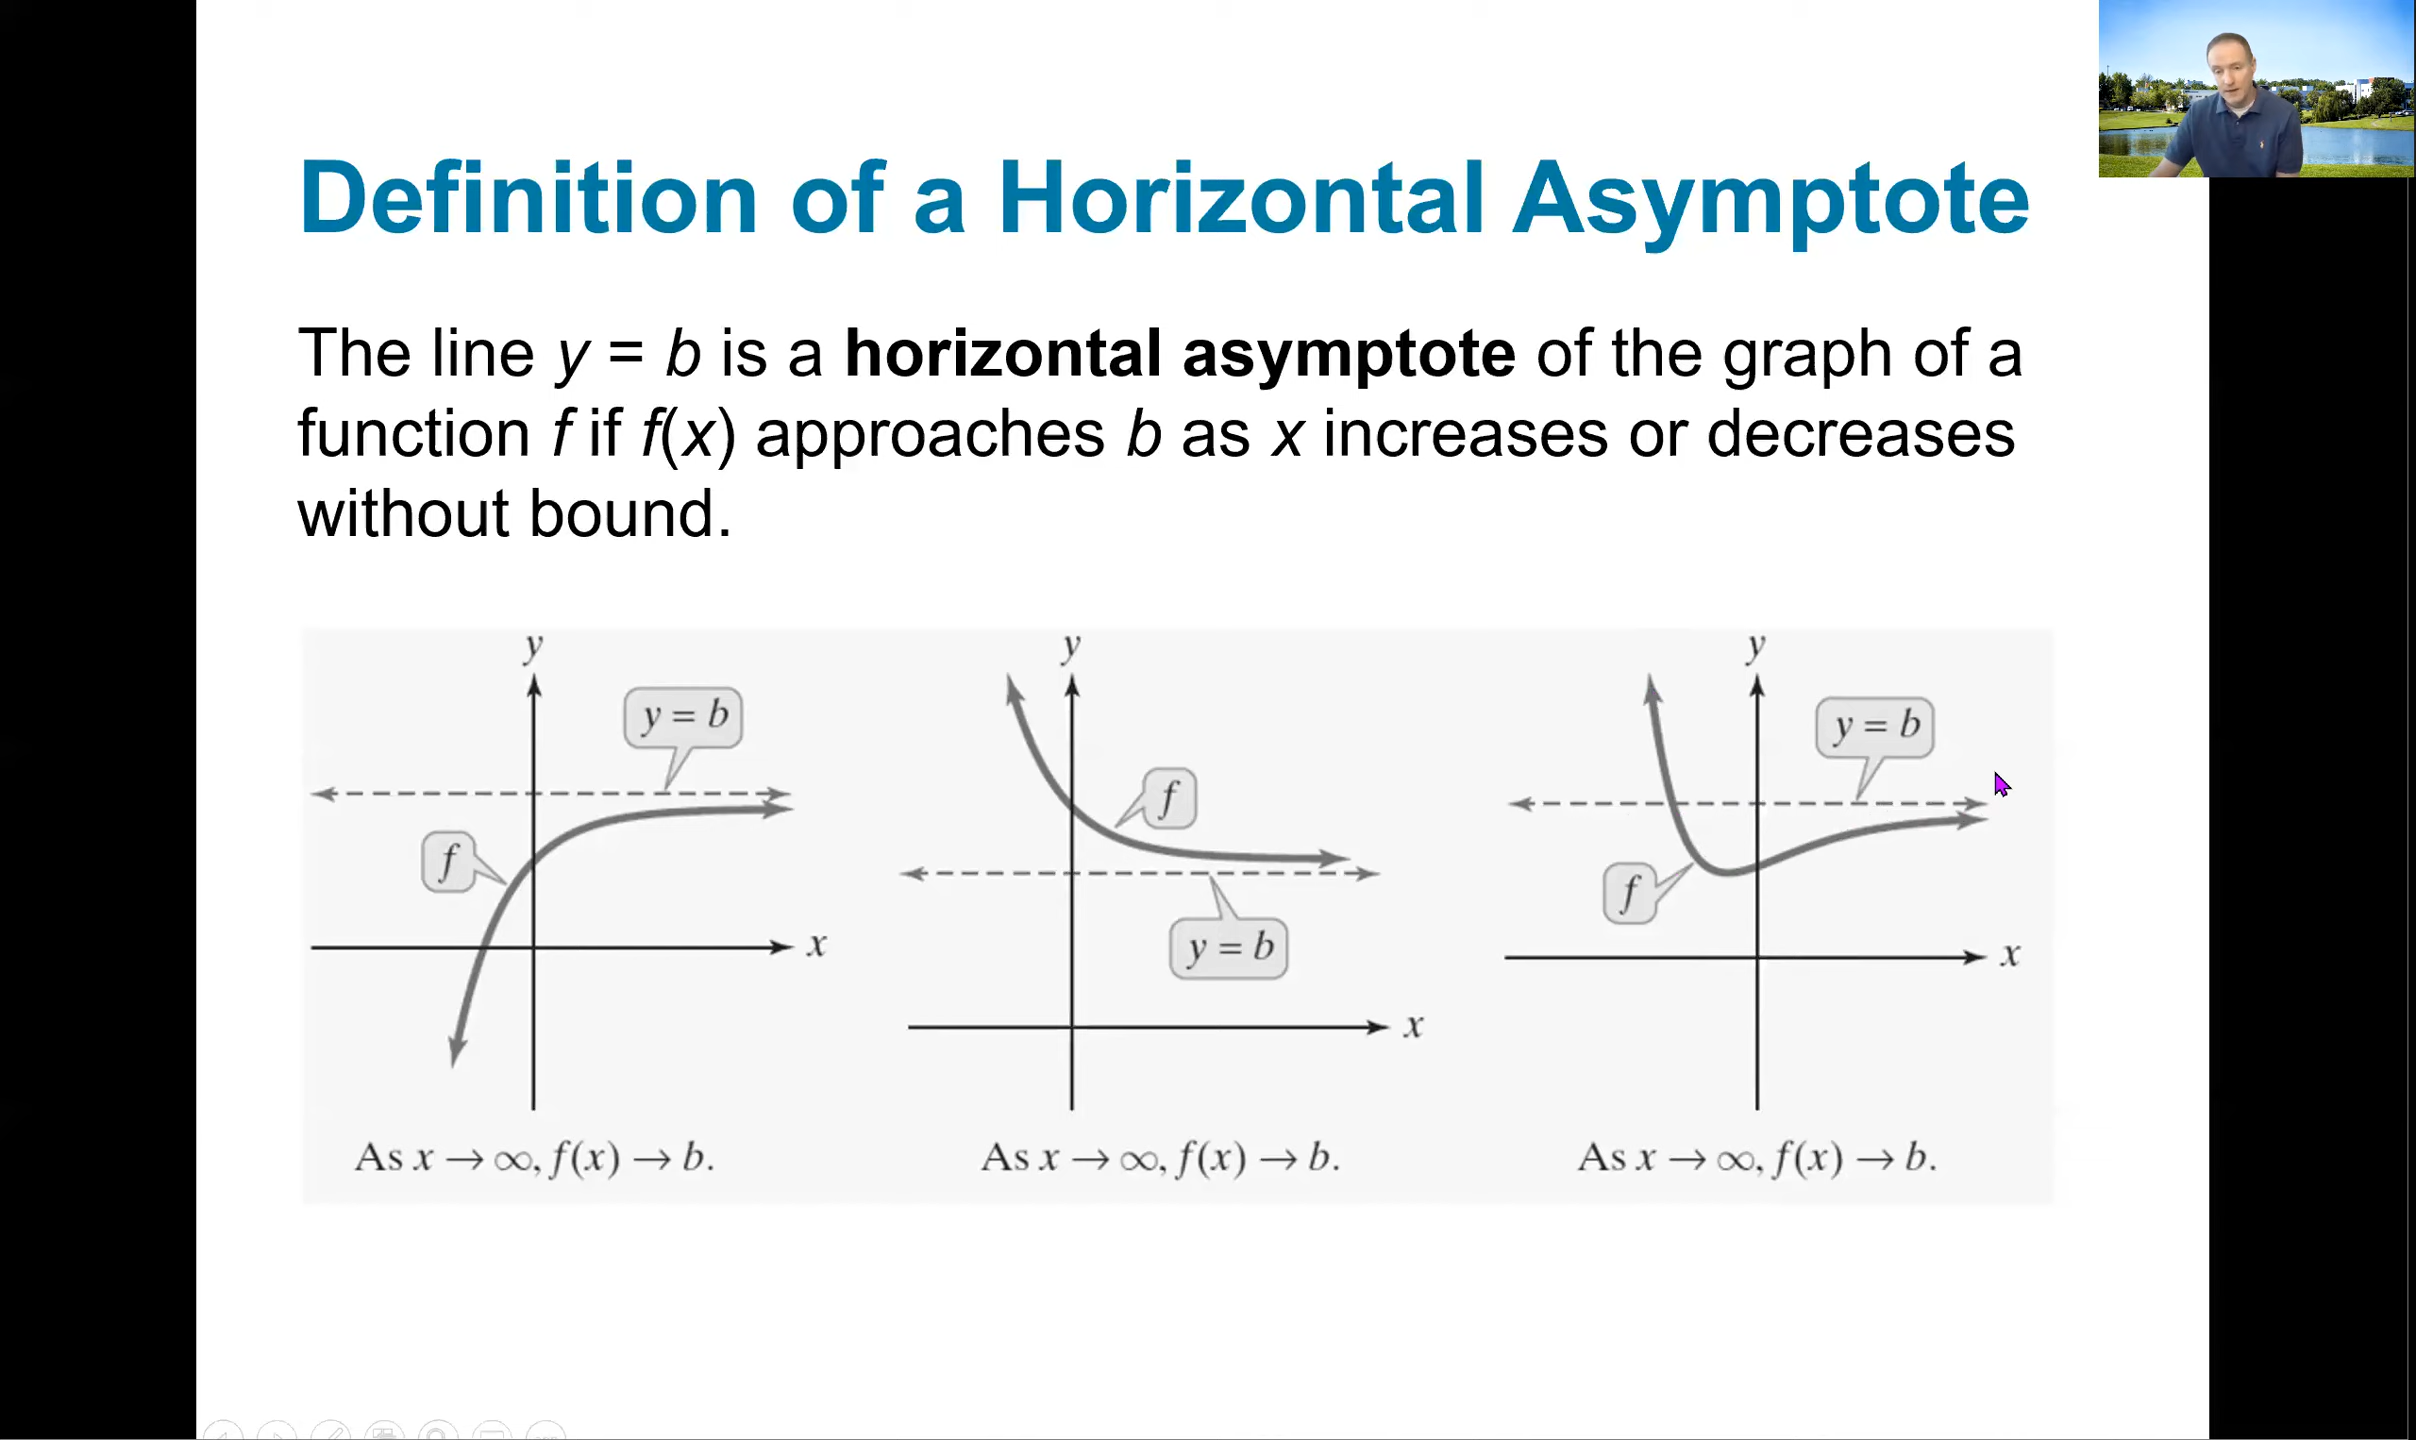 Definition of a Horizontal Asymptote
The line y = b is a horizontal asymptote of the graph of a
function f if f(x) approaches b as x increases or decreases
without bound.
y
y = b
f
x
As x → ∞, f(x) → b.
y
f
y = b
x
As x → ∞, f(x) → b.
y
y = b
f
x
As x → ∞, f(x) → b.